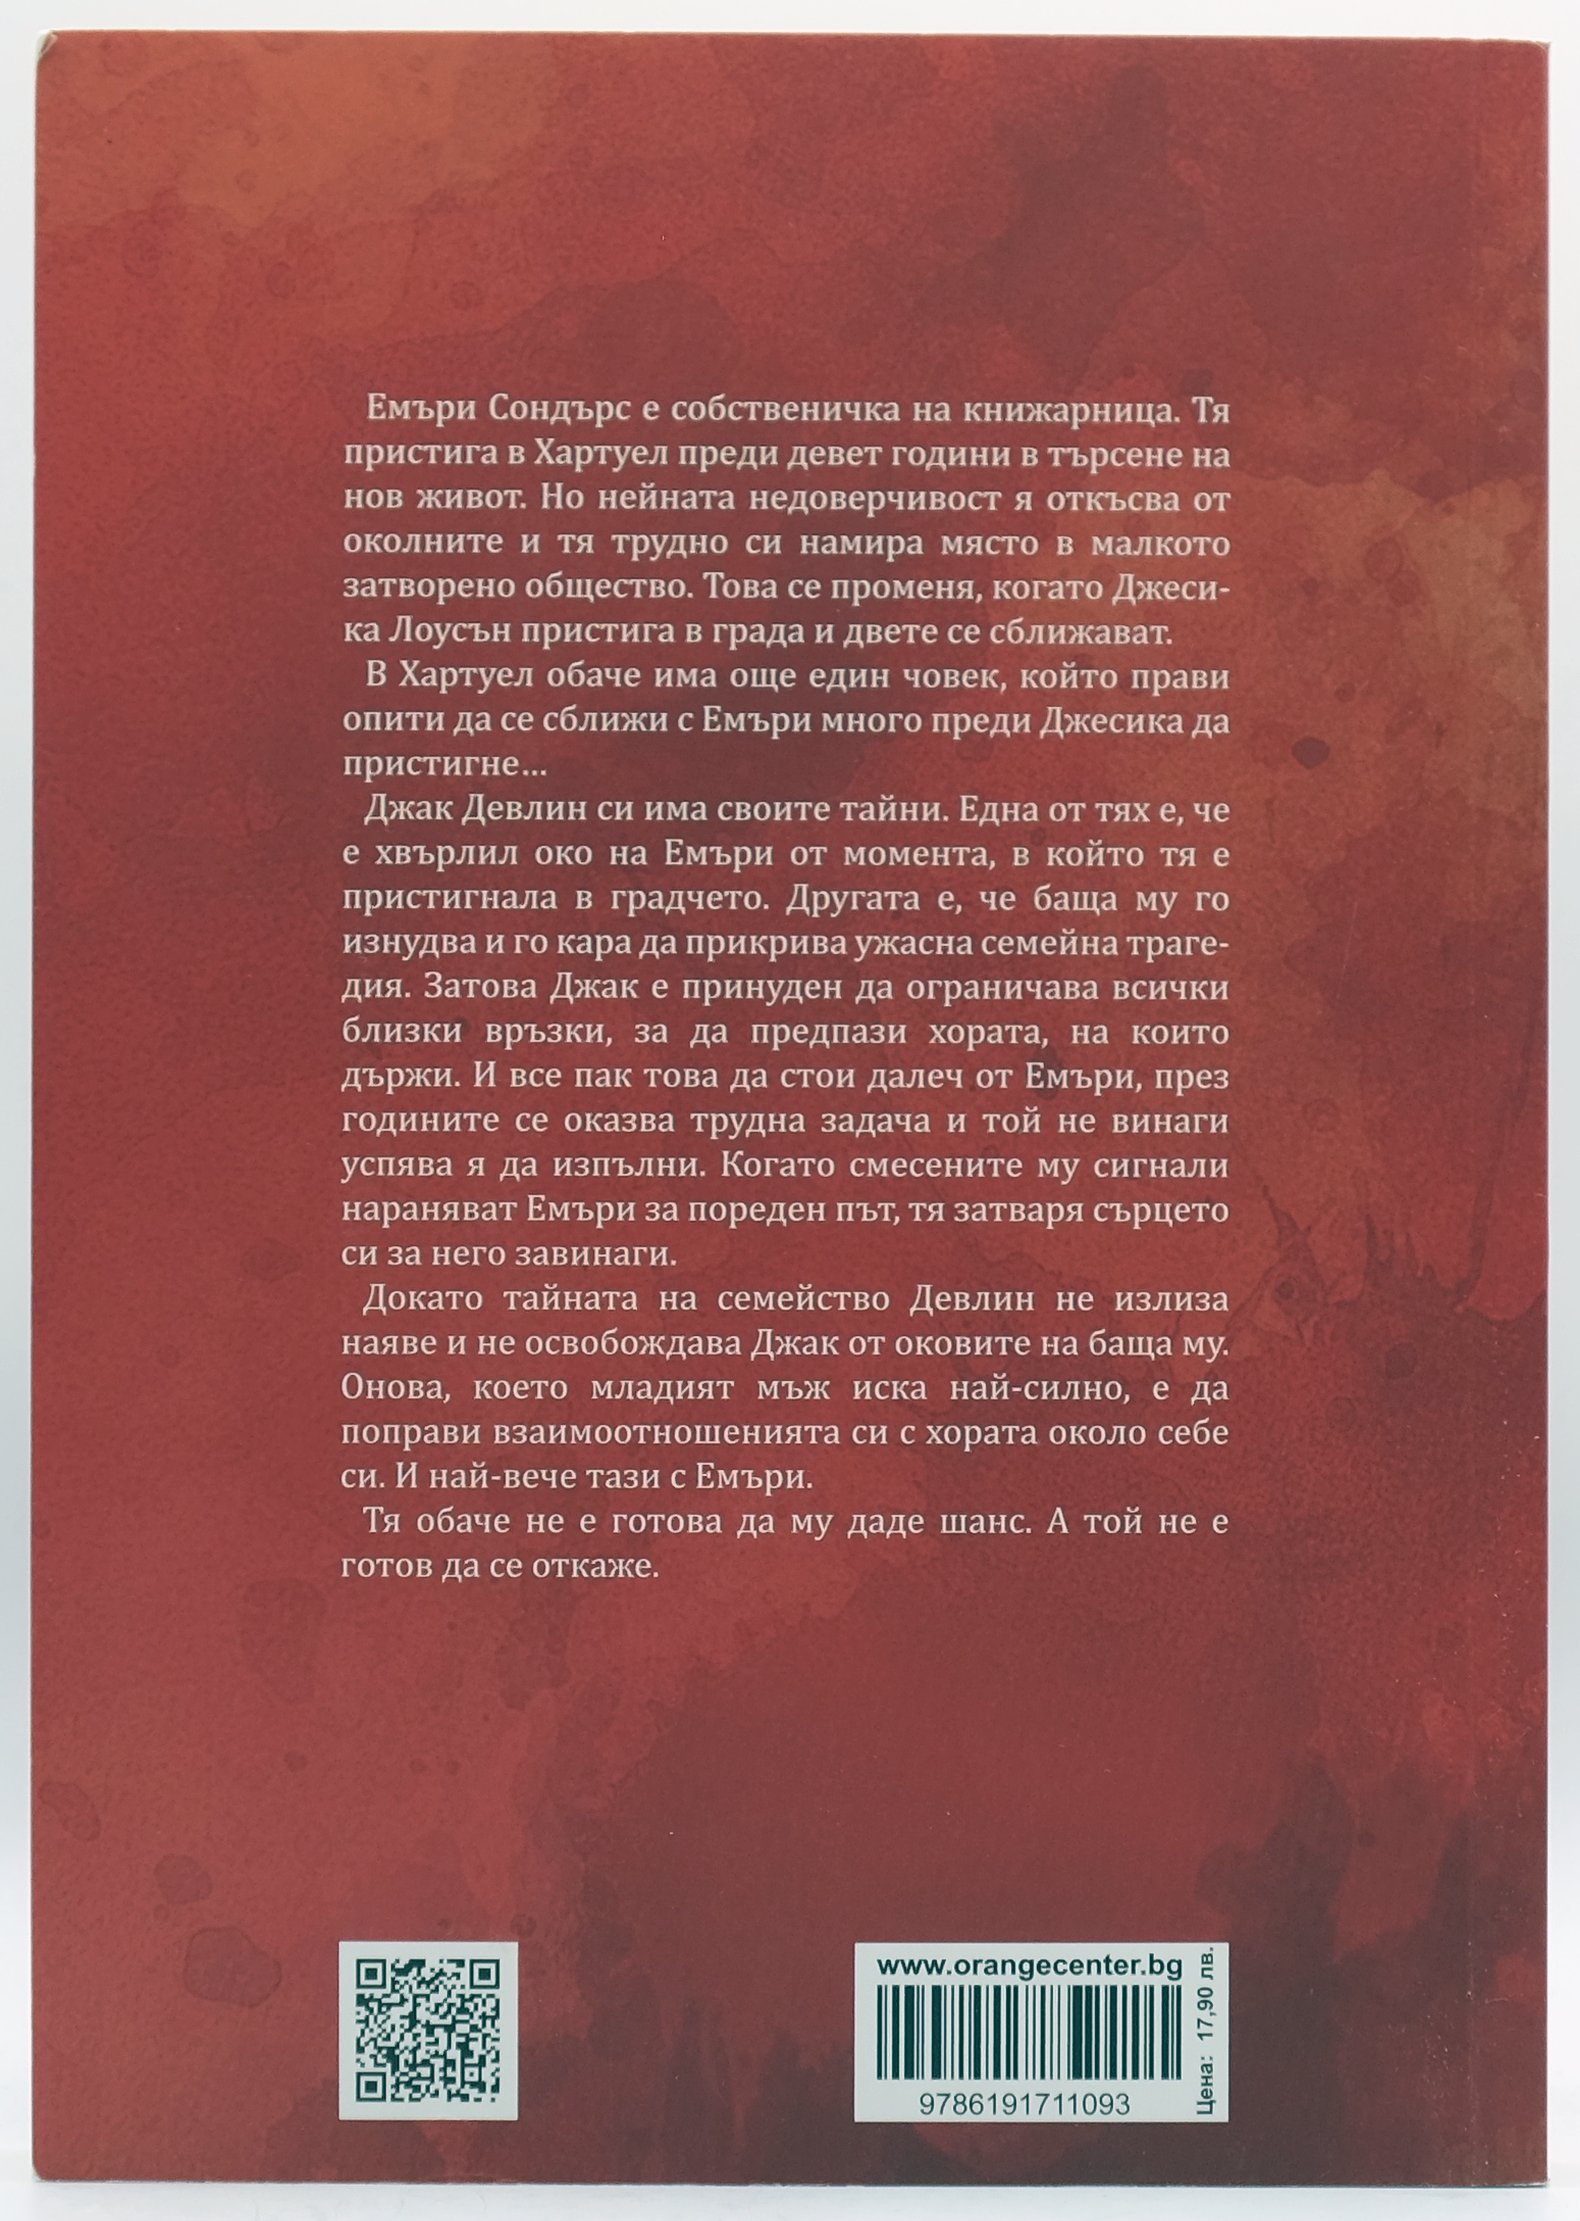 Емъри Сондърс е собственичка на книжарница. Тя
пристига в Хартуел преди девет години в търсене на
нов живот. Но нейната недоверчивост я откъсва от
околните и тя трудно си намира място в малкото
затворено общество. Това се променя, когато Джеси-
ка Лоусън пристига в града и двете се сближават.
В Хартуел обаче има още един човек, който прави
опити да се сближи с Емъри много преди Джесика да
пристигне...
Джак Девлин си има своите тайни. Една от тях е, че
е хвърлил око на Емъри от момента, в който тя е
пристигнала в градчето. Другата е, че баща му го
изнудва и го кара да прикрива ужасна семейна траге-
дия. Затова Джак е принуден да ограничава всички
близки връзки, за да предпази хората, на които
държи. И все пак това да стои далеч от Емъри, през
годините се оказва трудна задача и той не винаги
успява я да изпълни. Когато смесените му сигнали
нараняват Емъри за пореден път, тя затваря сърцето
си за него завинаги.
Докато тайната на семейство Девлин не излиза
наяве и не освобождава Джак от оковите на баща му.
Онова, което младият мъж иска най-силно, е да
поправи взаимоотношенията си с хората около себе
си. И най-вече тази с Емъри.
Тя обаче не е готова да му даде шанс. А той не е
готов да се откаже.
www.orangecenter.bg
9786191711093
Цена: 17,90 лв.